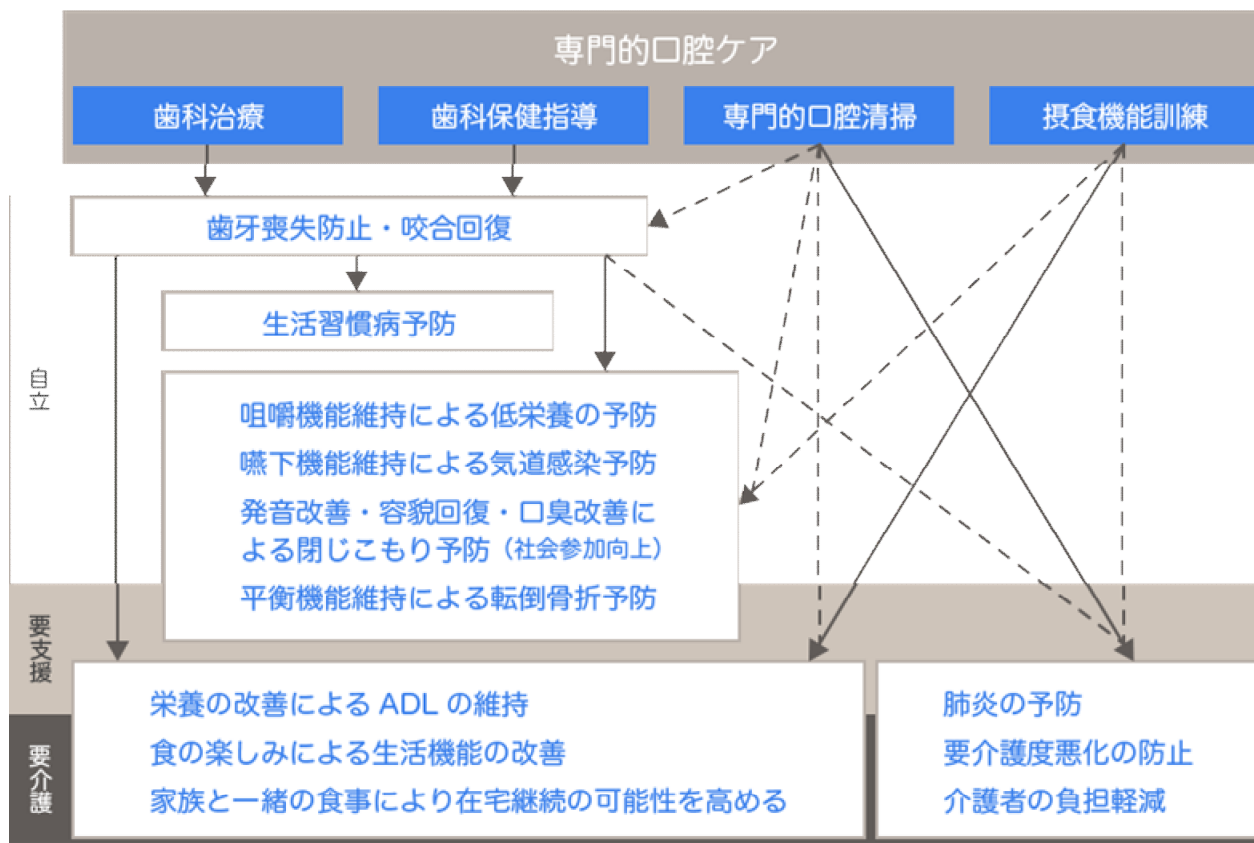 専門的口腔ケア
歯科治療
歯科保健指導
専門的口腔清掃
摂食機能訓練
歯牙喪失防止・咬合回復
生活習慣病予防
自立
咀嚼機能維持による低栄養の予防
嚥下機能維持による気道感染予防
発音改善・容貌回復・口臭改善に
よる閉じこもり予防（社会参加向上）
平衡機能維持による転倒骨折予防
要支援
栄養の改善による ADL の維持
食の楽しみによる生活機能の改善
家族と一緒の食事により在宅継続の可能性を高める
肺炎の予防
要介護度悪化の防止
介護者の負担軽減
要介護